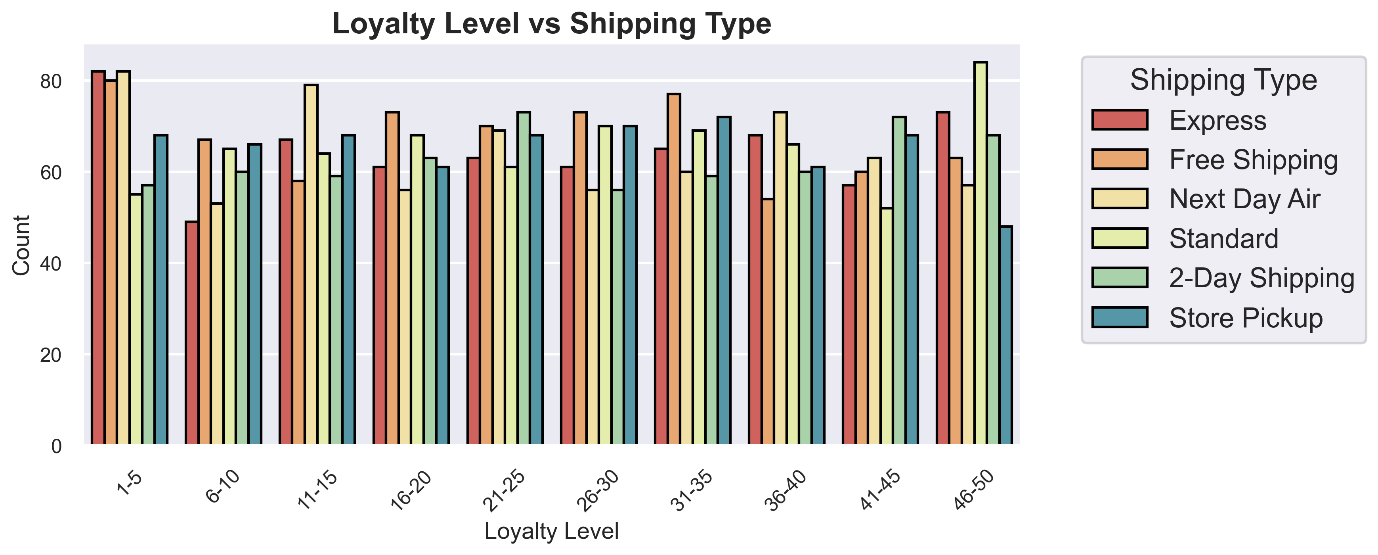 Loyalty Level vs Shipping Type
80
60
40
20
0
Count
1-5
6-10
11-15
16-20
21-25
26-30
31-35
36-40
41-45
46-50
Loyalty Level
Shipping Type
Express
Free Shipping
Next Day Air
Standard
2-Day Shipping
Store Pickup